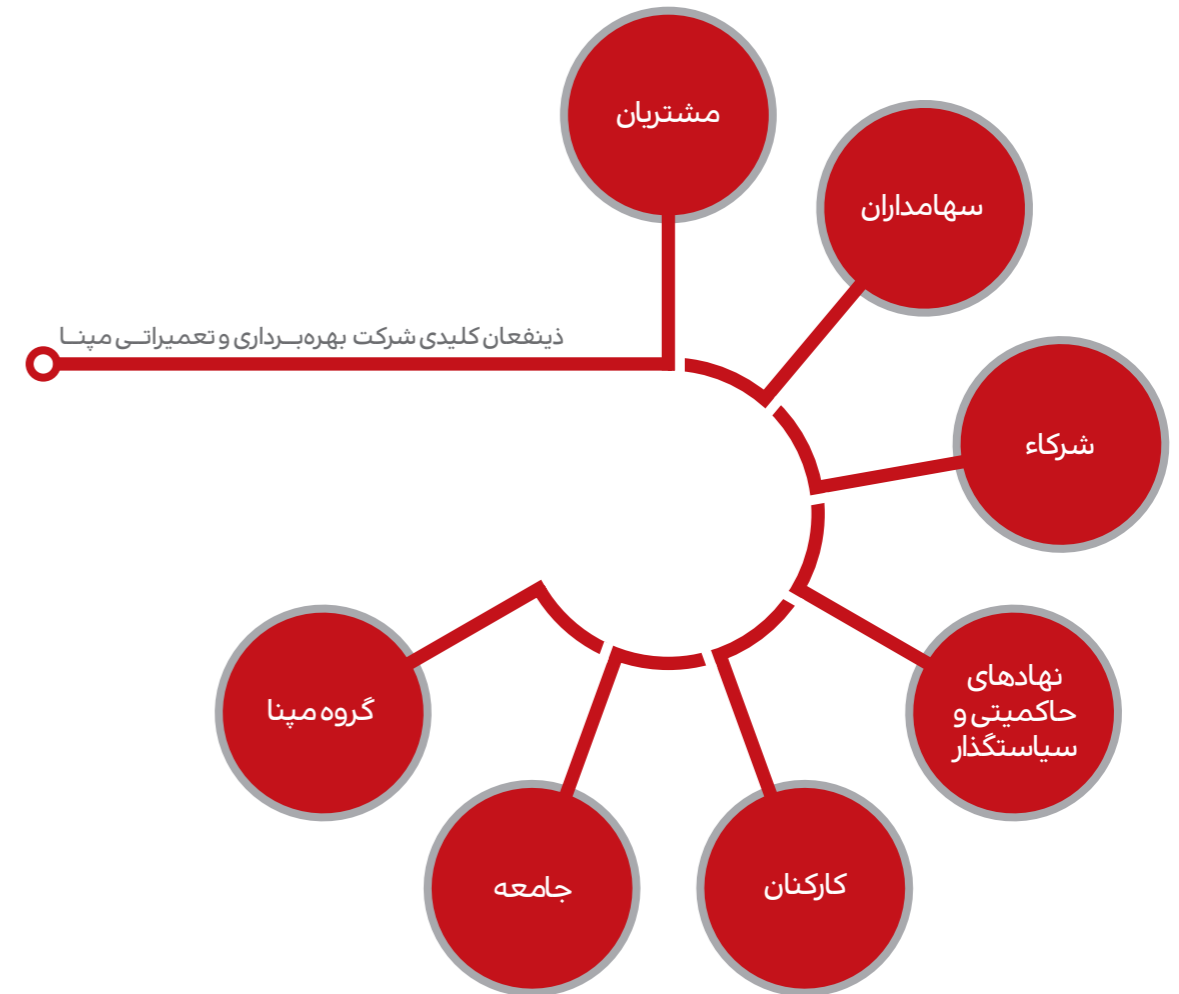 ذینفعان کلیدی شرکت بهره‌بـرداری و تعمیراتـی مپنـا
مشتریان
سهامداران
شرکاء
نهادهای
حاکمیتی و
سیاستگذار
کارکنان
جامعه
گروه مپنا